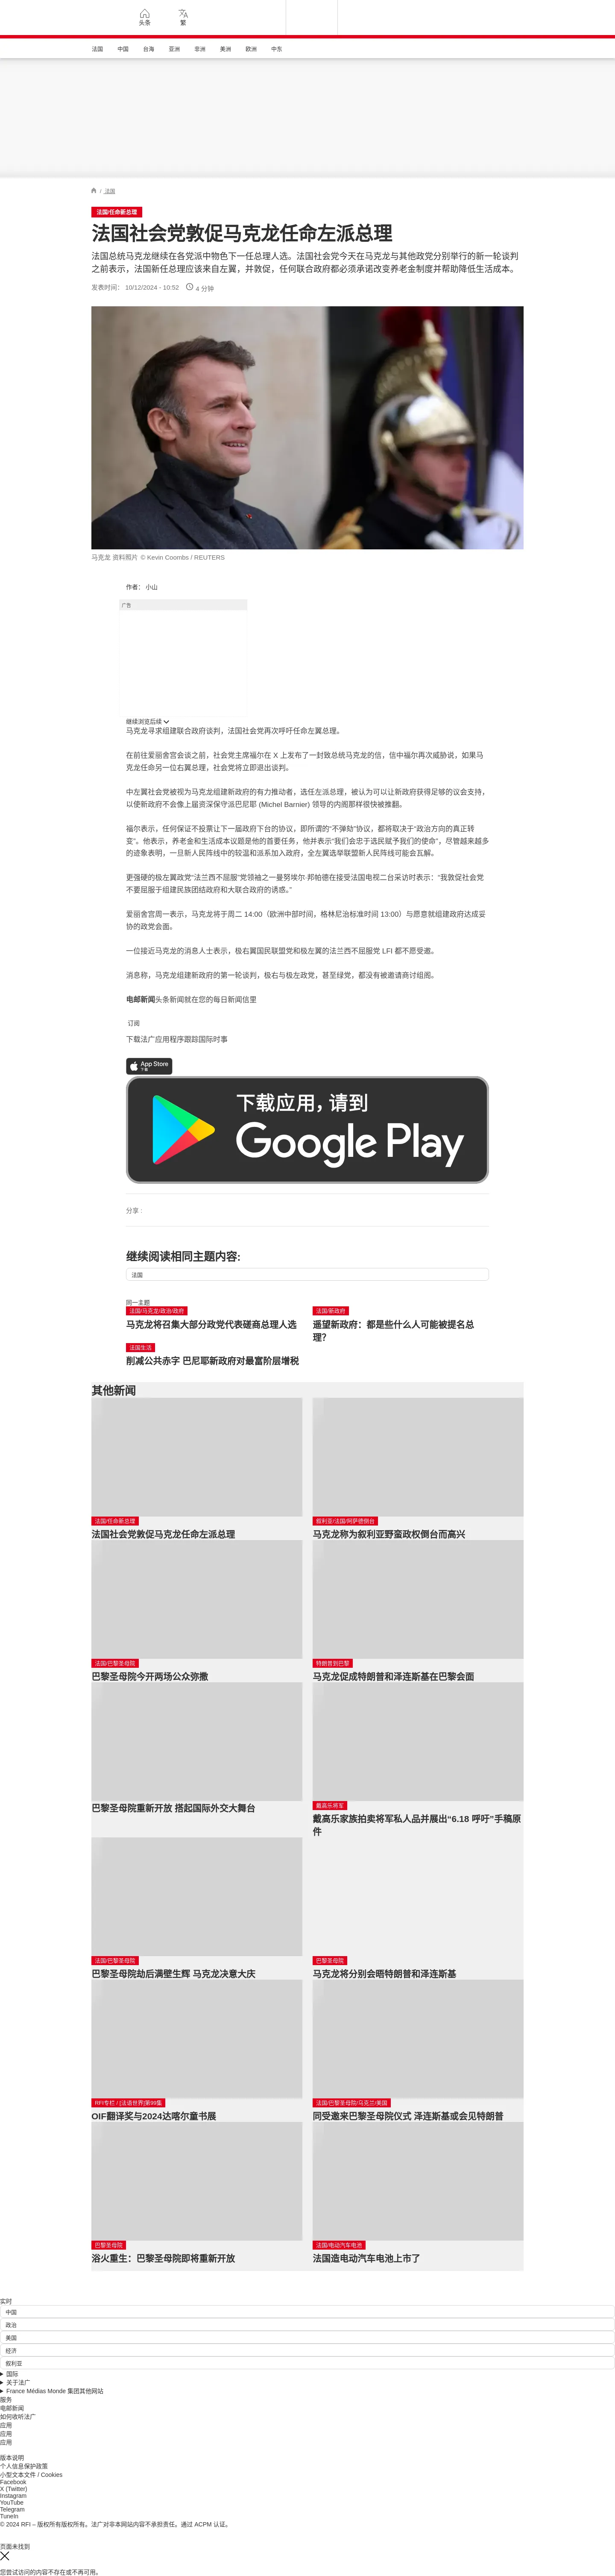 头条
繁
法国
中国
台海
亚洲
非洲
美洲
欧洲
中东
/ 法国
法国/任命新总理
法国社会党敦促马克龙任命左派总理
法国总统马克龙继续在各党派中物色下一任总理人选。法国社会党今天在马克龙与其他政党分别举行的新一轮谈判
之前表示，法国新任总理应该来自左翼，并敦促，任何联合政府都必须承诺改变养老金制度并帮助降低生活成本。
发表时间： 10/12/2024 - 10:52
4 分钟
马克龙 资料照片 © Kevin Coombs / REUTERS
作者： 小山
广告
继续浏览后续
马克龙寻求组建联合政府谈判，法国社会党再次呼吁任命左翼总理。
在前往爱丽舍宫会谈之前，社会党主席福尔在 X 上发布了一封致总统马克龙的信，信中福尔再次威胁说，如果马
克龙任命另一位右翼总理，社会党将立即退出谈判。
中左翼社会党被视为马克龙组建新政府的有力推动者，选任左派总理，被认为可以让新政府获得足够的议会支持，
以使新政府不会像上届资深保守派巴尼耶 (Michel Barnier) 领导的内阁那样很快被推翻。
福尔表示，任何保证不投票让下一届政府下台的协议，即所谓的“不弹劾”协议，都将取决于“政治方向的真正转
变”。他表示，养老金和生活成本议题是他的首要任务，他并表示“我们会忠于选民赋予我们的使命”，尽管越来越多
的迹象表明，一旦新人民阵线中的较温和派系加入政府，全左翼选举联盟新人民阵线可能会瓦解。
更强硬的极左翼政党“法兰西不屈服”党领袖之一曼努埃尔·邦帕德在接受法国电视二台采访时表示：“我敦促社会党
不要屈服于组建民族团结政府和大联合政府的诱惑。”
爱丽舍宫周一表示，马克龙将于周二 14:00（欧洲中部时间，格林尼治标准时间 13:00）与愿意就组建政府达成妥
协的政党会面。
一位接近马克龙的消息人士表示，极右翼国民联盟党和极左翼的法兰西不屈服党 LFI 都不愿受邀。
消息称，马克龙组建新政府的第一轮谈判，极右与极左政党，甚至绿党，都没有被邀请商讨组阁。
电邮新闻头条新闻就在您的每日新闻信里
订阅
下载法广应用程序跟踪国际时事
App Store
下载
下载应用，请到
Google Play
分享 :
继续阅读相同主题内容:
法国
同一主题
法国/马克龙/政治/政府
马克龙将召集大部分政党代表磋商总理人选
法国/新政府
遥望新政府：都是些什么人可能被提名总
理?
法国生活
削减公共赤字 巴尼耶新政府对最富阶层增税
其他新闻
法国/任命新总理
法国社会党敦促马克龙任命左派总理
叙利亚/法国/阿萨德倒台
马克龙称为叙利亚野蛮政权倒台而高兴
法国/巴黎圣母院
巴黎圣母院今开两场公众弥撒
特朗普到巴黎
马克龙促成特朗普和泽连斯基在巴黎会面
巴黎圣母院重新开放 搭起国际外交大舞台
戴高乐将军
戴高乐家族拍卖将军私人品并展出“6.18 呼吁”手稿原
件
法国/巴黎圣母院
巴黎圣母院劫后满壁生辉 马克龙决意大庆
巴黎圣母院
马克龙将分别会晤特朗普和泽连斯基
RFI专栏 / [法语世界]第99集
OIF翻译奖与2024达喀尔童书展
法国/巴黎圣母院/乌克兰/美国
同受邀来巴黎圣母院仪式 泽连斯基或会见特朗普
巴黎圣母院
浴火重生：巴黎圣母院即将重新开放
法国/电动汽车电池
法国造电动汽车电池上市了
实时
中国
政治
美国
经济
叙利亚
国际
关于法广
France Médias Monde 集团其他网站
服务
电邮新闻
如何收听法广
应用
应用
应用
版本说明
个人信息保护政策
小型文本文件 / Cookies
Facebook
X (Twitter)
Instagram
YouTube
Telegram
TuneIn
© 2024 RFI – 版权所有版权所有。法广对非本网站内容不承担责任。通过 ACPM 认证。
页面未找到
您尝试访问的内容不存在或不再可用。